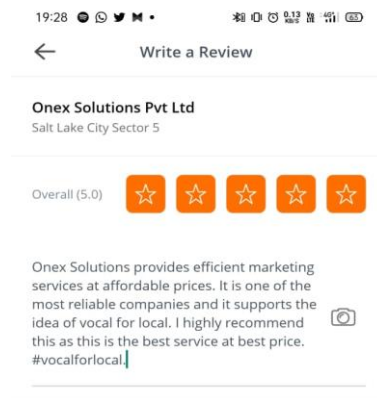 19:28
0.13 KB/S 4G 63
Write a Review
Onex Solutions Pvt Ltd
Salt Lake City Sector 5
Overall (5.0)
Onex Solutions provides efficient marketing
services at affordable prices. It is one of the
most reliable companies and it supports the
idea of vocal for local. I highly recommend
this as this is the best service at best price.
#vocalforlocal.